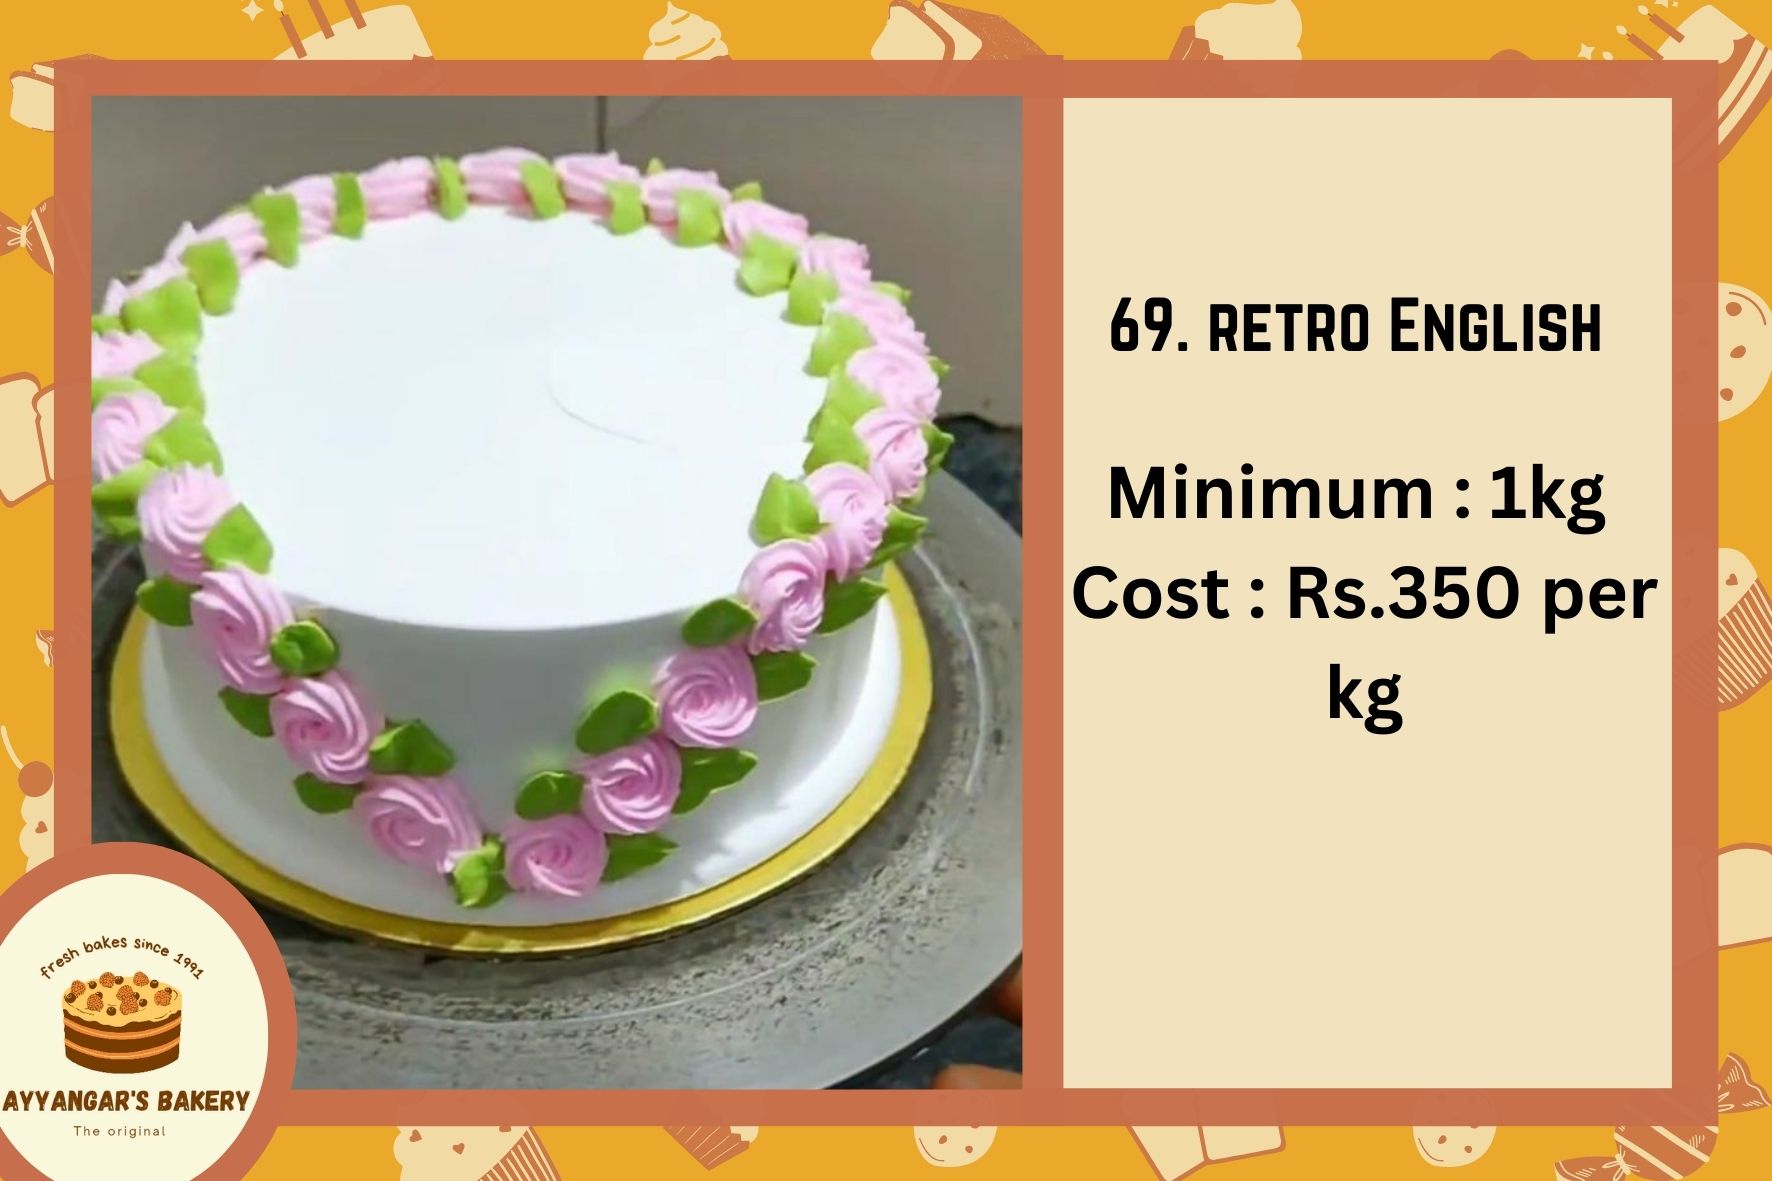 69. RETRO ENGLISH
Minimum : 1kg
Cost : Rs.350 per
kg
fresh bakes since 1991
AYYANGAR'S BAKERY
The original